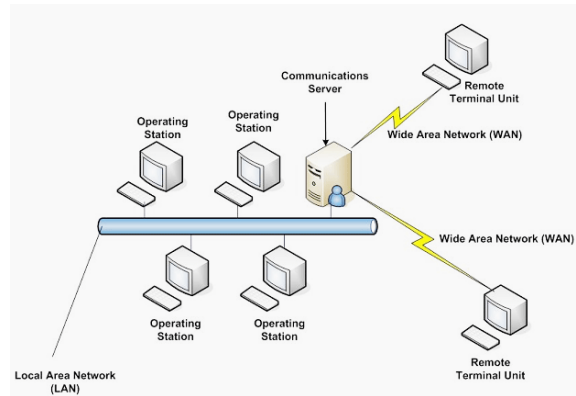 Communications
Server
Remote
Terminal Unit
Operating
Station
Operating
Station
Wide Area Network (WAN)
Wide Area Network (WAN)
Operating
Station
Operating
Station
Remote
Terminal Unit
Local Area Network
(LAN)